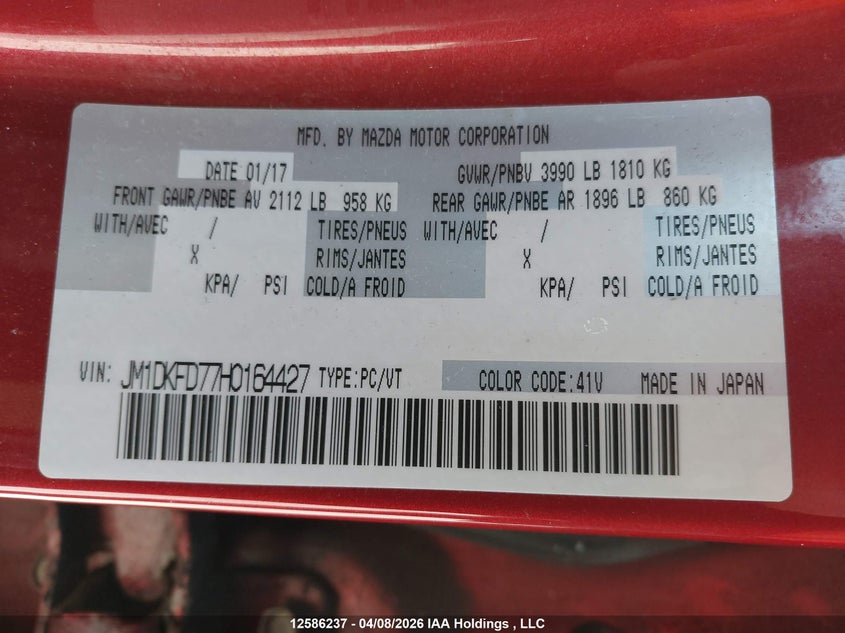 MFD. BY MAZDA MOTOR CORPORATION
DATE 01/17 GVWR/PNBV 3990 LB 1810 KG
FRONT GAWR/PNBE AV 2112 LB 958 KG REAR GAWR/PNBE AR 1896 LB 860 KG
WITH/AVEC / TIRES/PNEUS WITH/AVEC / TIRES/PNEUS
X RIMS/JANTES X RIMS/JANTES
KPA/ PSI COLD/A FROID KPA/ PSI COLD/A FROID
VIN: JM1DKFD77H0164427 TYPE:PC/VT COLOR CODE:41V MADE IN JAPAN
12586237 - 04/08/2026 IAA Holdings , LLC